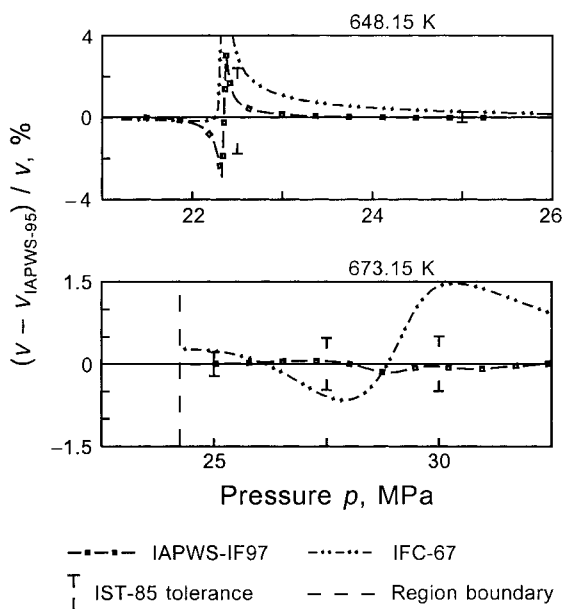 648.15 K
4
0
−4
22
24
26
(v − vIAPWS-95) / v, %
673.15 K
1.5
0
−1.5
25
30
Pressure p, MPa
IAPWS-IF97
IFC-67
IST-85 tolerance
Region boundary